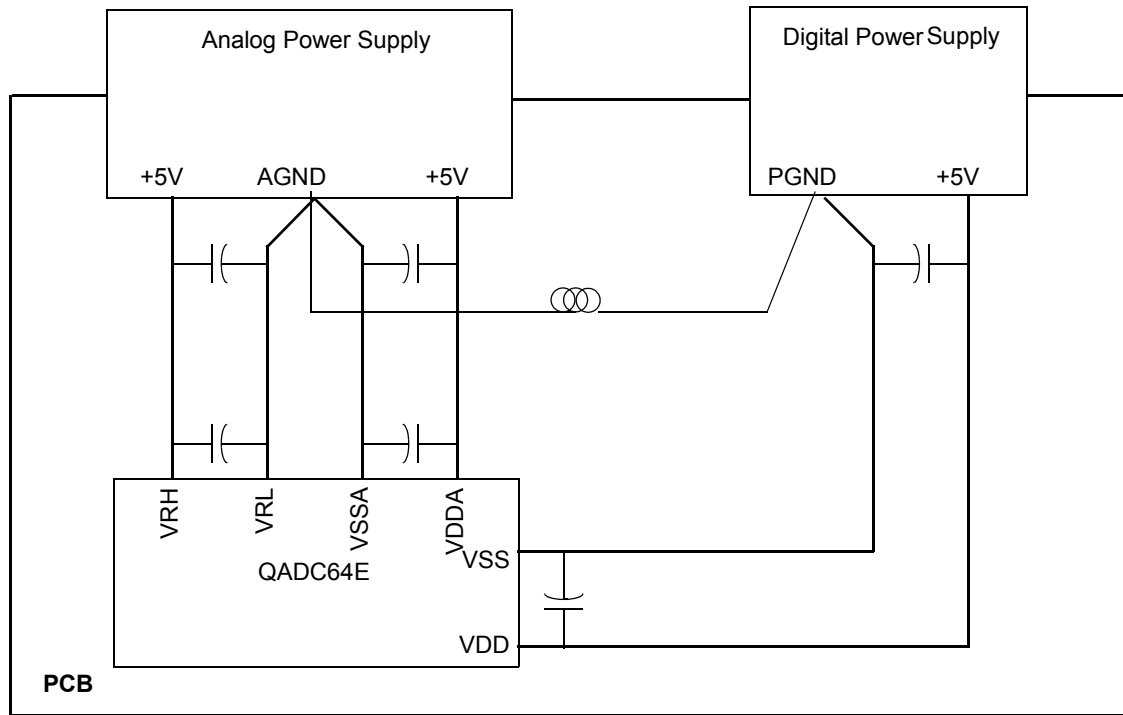 Analog Power Supply
Digital Power Supply
+5V
AGND
+5V
PGND
+5V
VRH
VRL
VSSA
VDDA
QADC64E
VSS
VDD
PCB